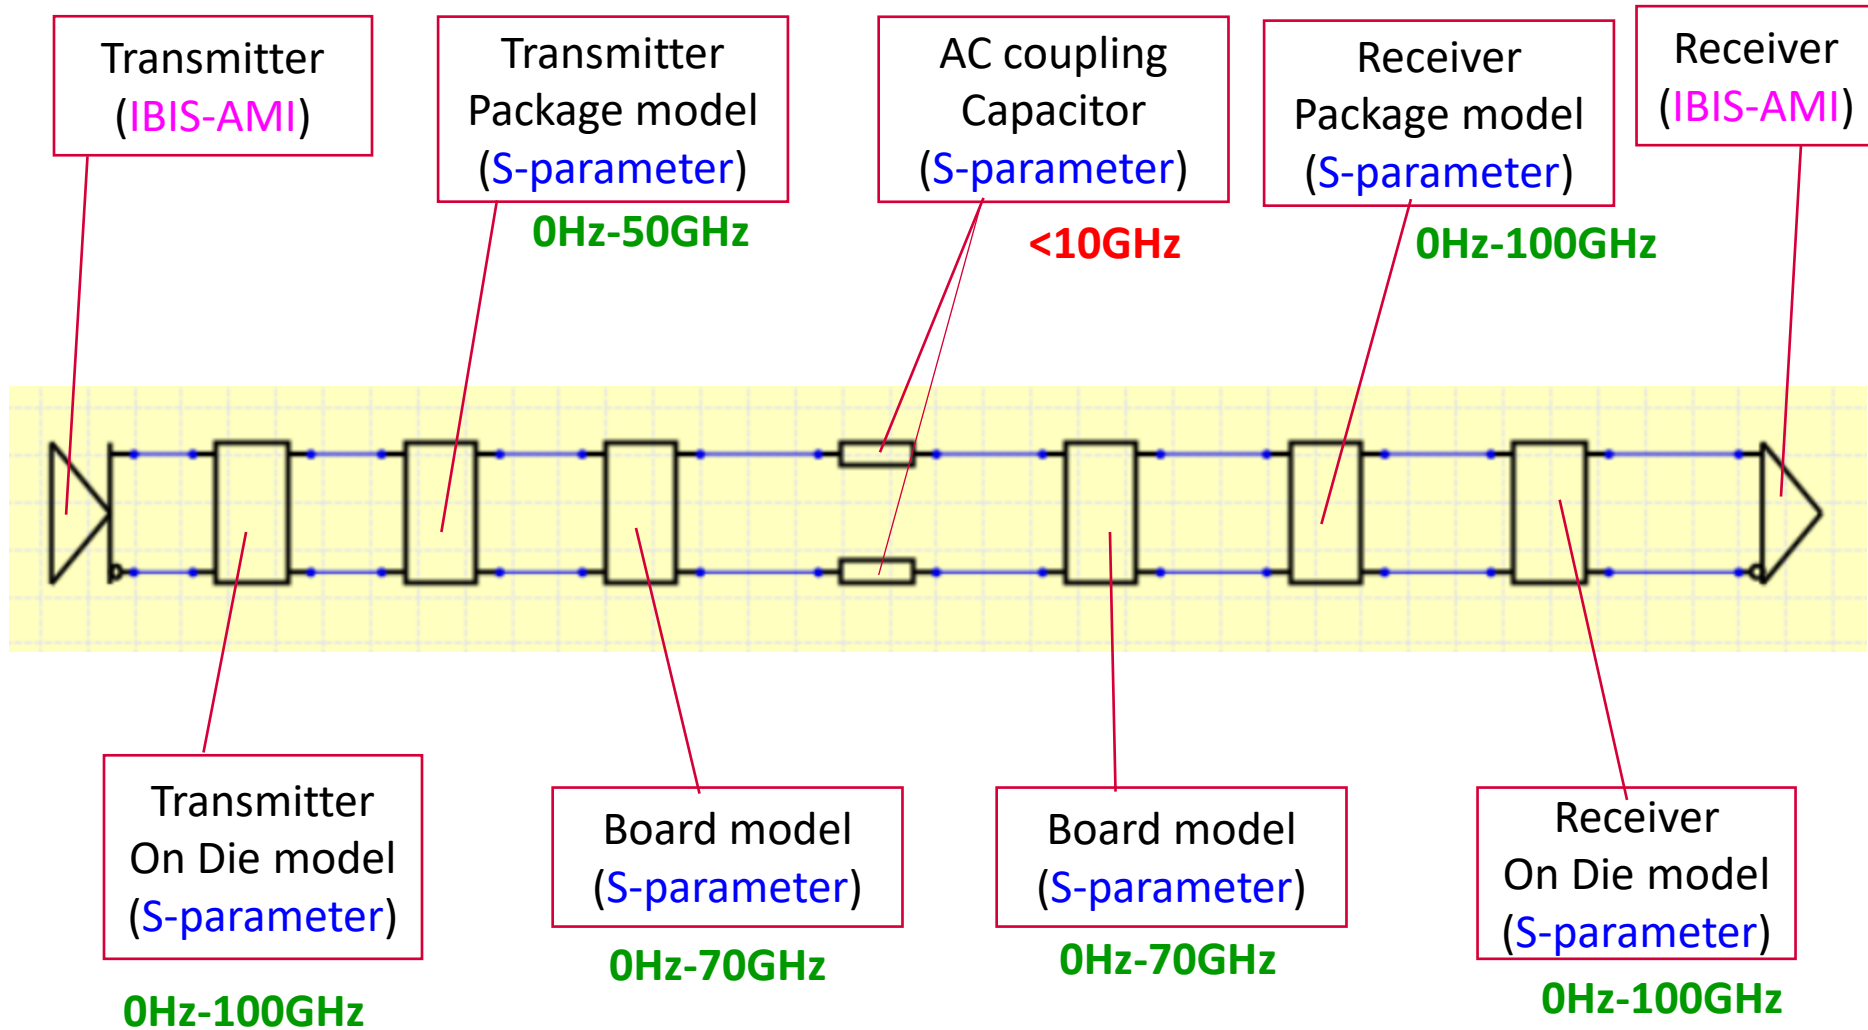 Transmitter
(IBIS-AMI)
Transmitter
Package model
(S-parameter)
0Hz-50GHz
AC coupling
Capacitor
(S-parameter)
<10GHz
Receiver
Package model
(S-parameter)
0Hz-100GHz
Receiver
(IBIS-AMI)
Transmitter
On Die model
(S-parameter)
0Hz-100GHz
Board model
(S-parameter)
0Hz-70GHz
Board model
(S-parameter)
0Hz-70GHz
Receiver
On Die model
(S-parameter)
0Hz-100GHz